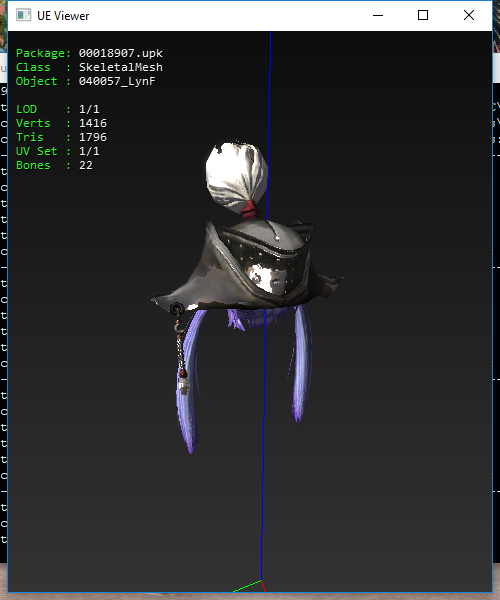 UE Viewer
Package: 00018907.upk
Class  : SkeletalMesh
Object : 040057_LynF
LOD    : 1/1
Verts  : 1416
Tris   : 1796
UV Set : 1/1
Bones  : 22